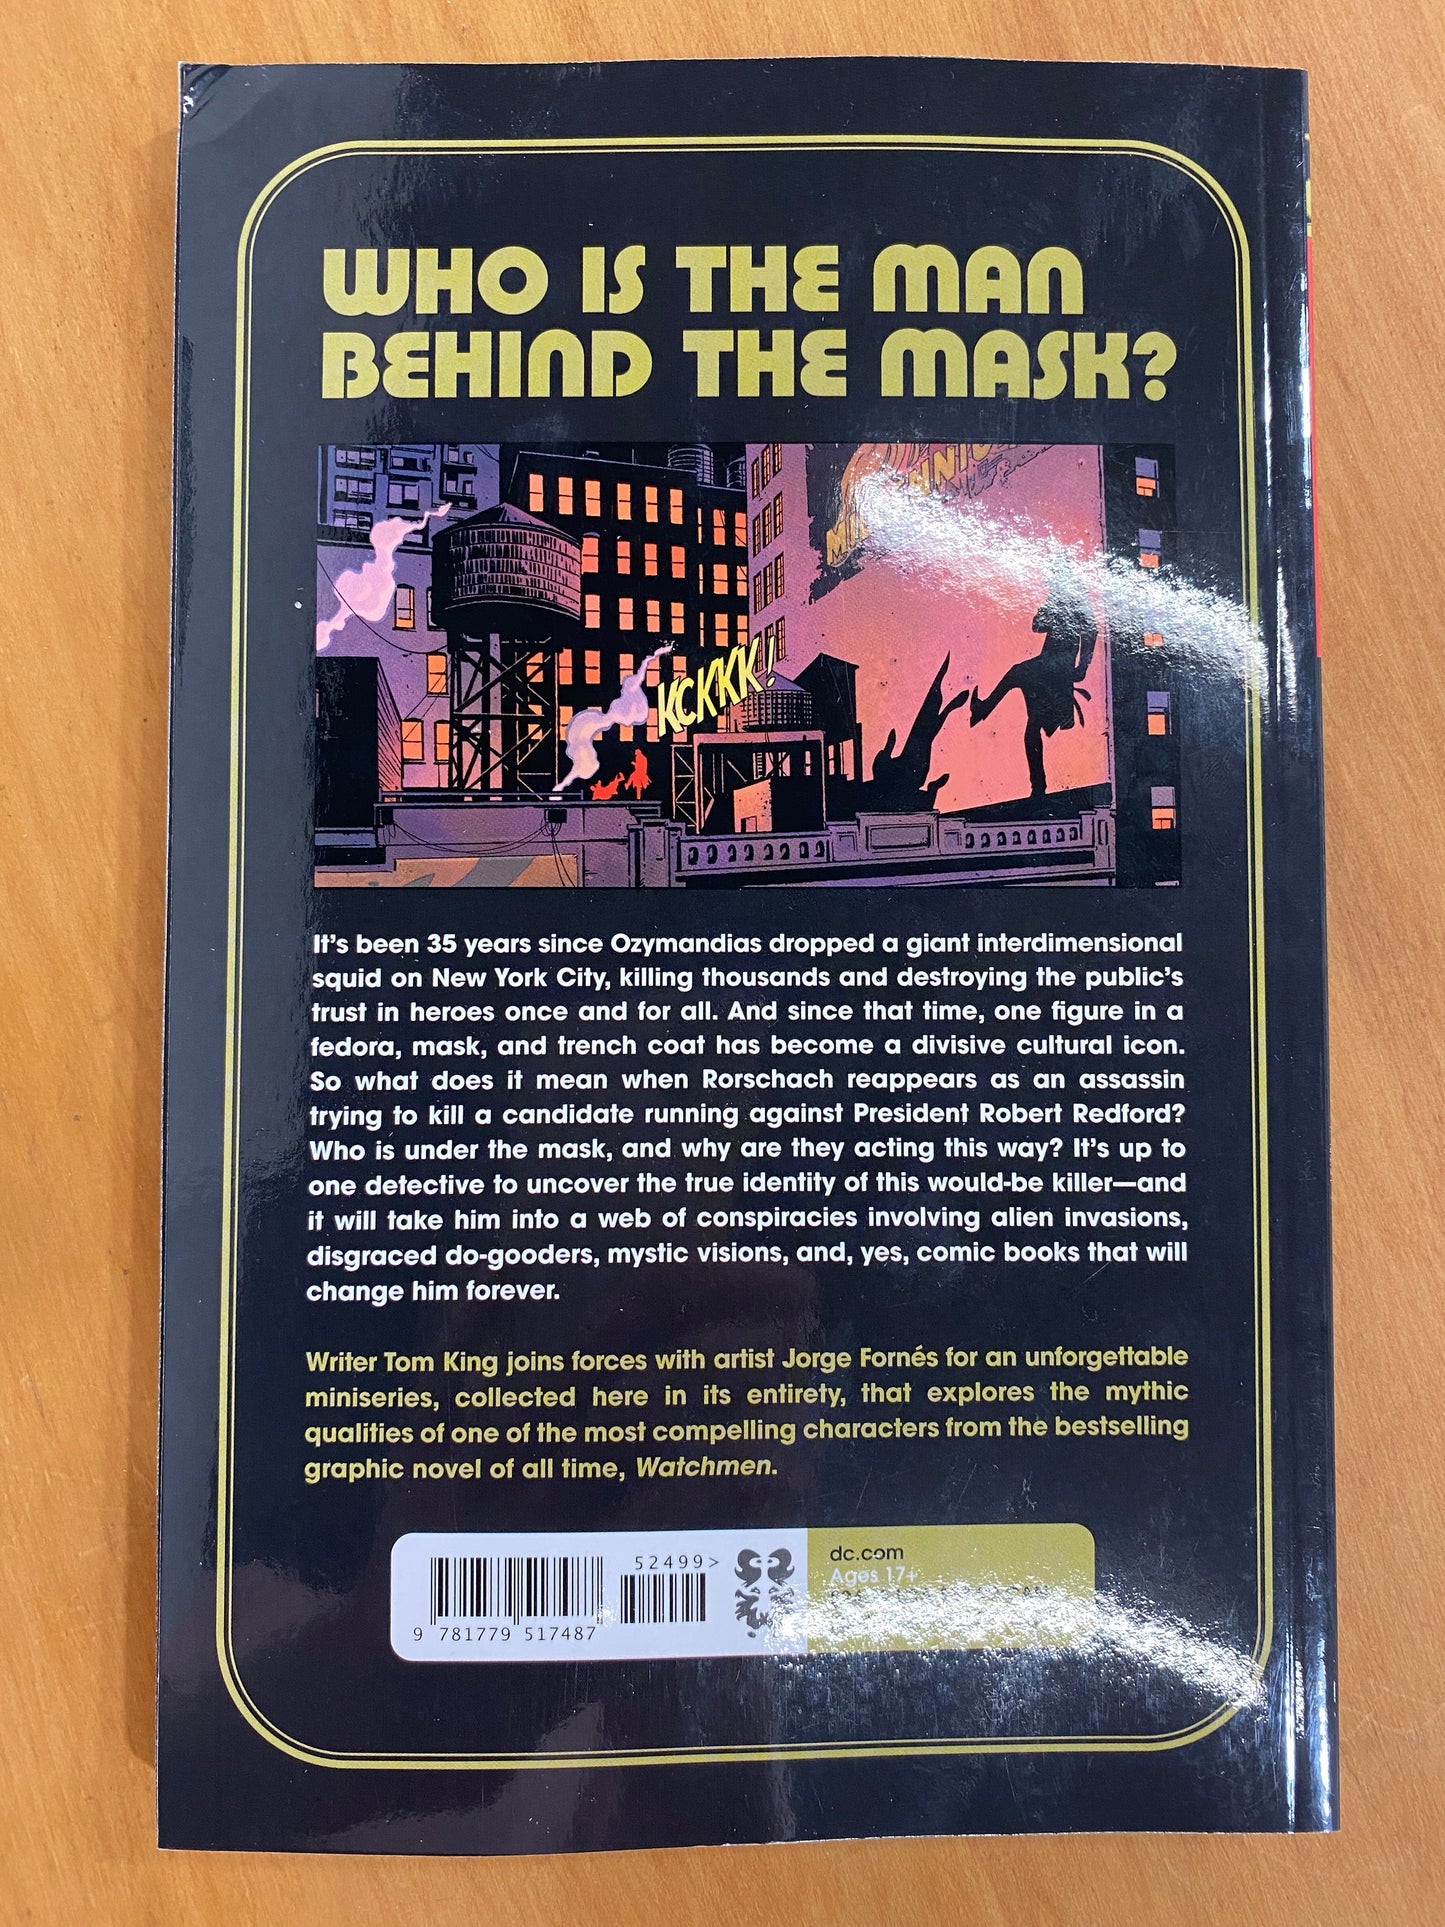 WHO IS THE MAN
BEHIND THE MASK?
KCKKK!
It's been 35 years since Ozymandias dropped a giant interdimensional
squid on New York City, killing thousands and destroying the public's
trust in heroes once and for all. And since that time, one figure in a
fedora, mask, and trench coat has become a divisive cultural icon.
So what does it mean when Rorschach reappears as an assassin
trying to kill a candidate running against President Robert Redford?
Who is under the mask, and why are they acting this way? It's up to
one detective to uncover the true identity of this would-be killer—and
it will take him into a web of conspiracies involving alien invasions,
disgraced do-gooders, mystic visions, and, yes, comic books that will
change him forever.
Writer Tom King joins forces with artist Jorge Fornés for an unforgettable
miniseries, collected here in its entirety, that explores the mythic
qualities of one of the most compelling characters from the bestselling
graphic novel of all time, Watchmen.
52499>
9 781779 517487
dc.com
Ages 17+